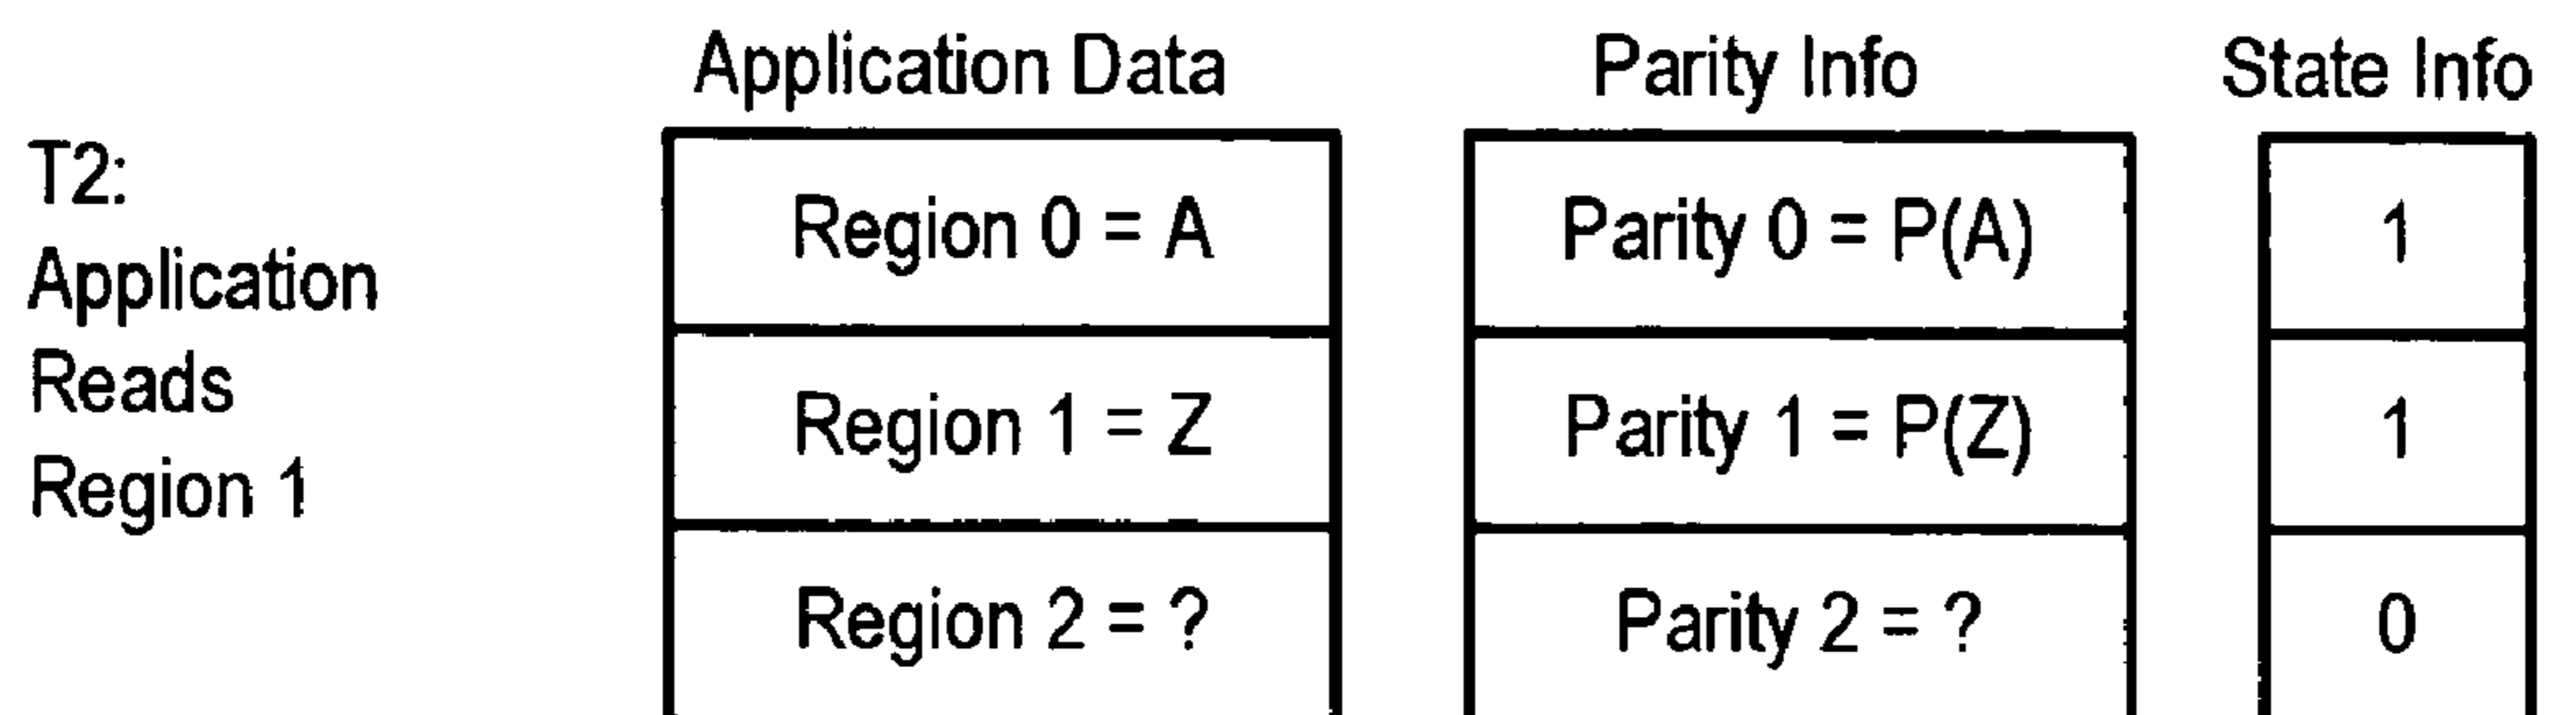 Application Data Parity Info State Info
T2:
Application
Reads
Region 1
Region 0 = A Parity 0 = P(A) 1
Region 1 = Z Parity 1 = P(Z) 1
Region 2 = ? Parity 2 = ? 0